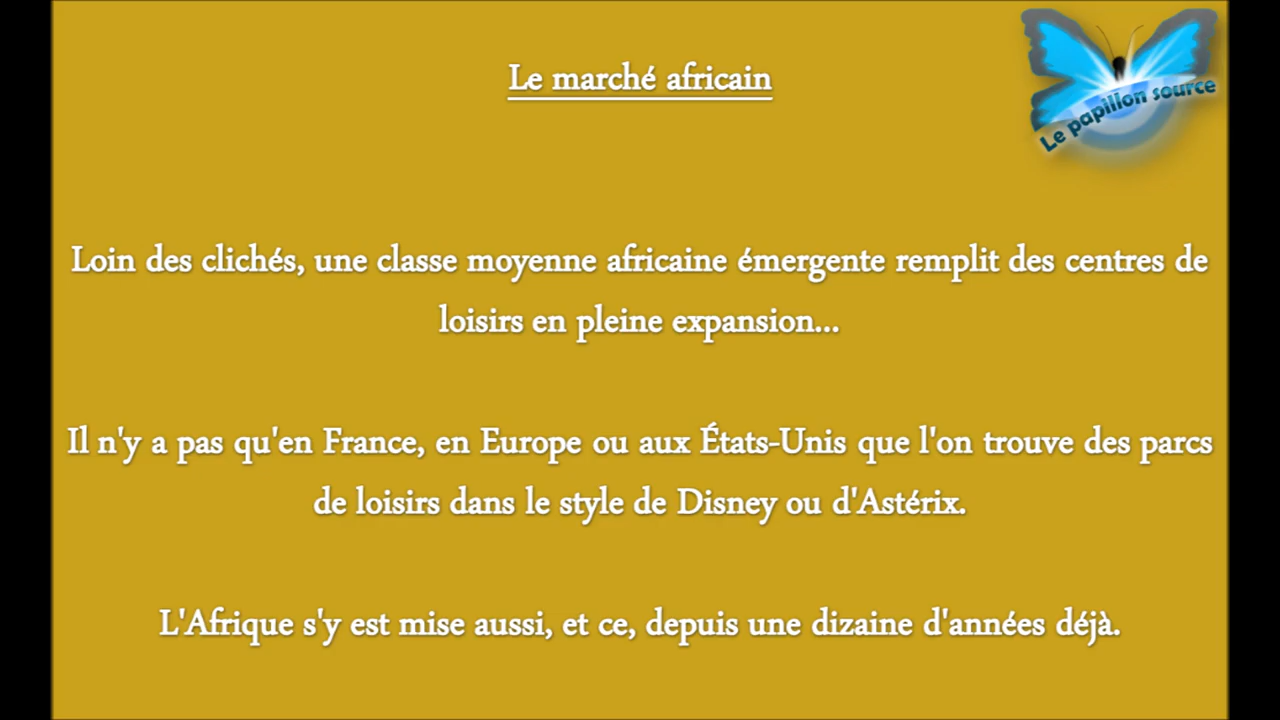 Le marché africain
Le papillon source
Loin des clichés, une classe moyenne africaine émergente remplit des centres de
loisirs en pleine expansion...
Il n'y a pas qu'en France, en Europe ou aux États-Unis que l'on trouve des parcs
de loisirs dans le style de Disney ou d'Astérix.
L'Afrique s'y est mise aussi, et ce, depuis une dizaine d'années déjà.